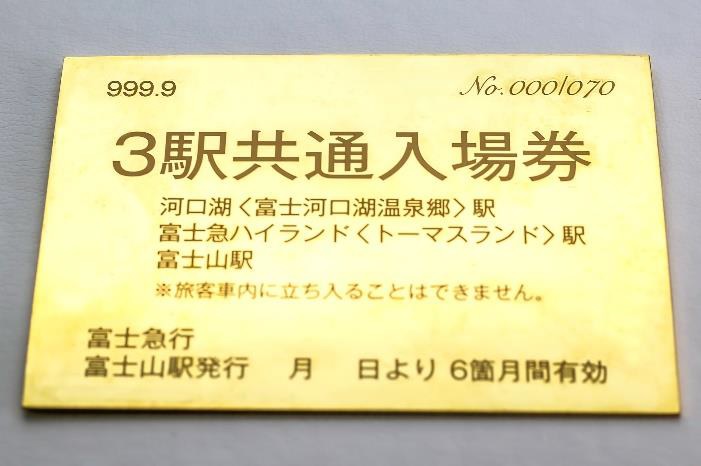 999.9
No.000/070
3駅共通入場券
河口湖〈富士河口湖温泉郷〉駅
富士急ハイランド〈トーマスランド〉駅
富士山駅
※旅客車内に立ち入ることはできません。
富士急行
富士山駅発行 月 日より 6箇月間有効